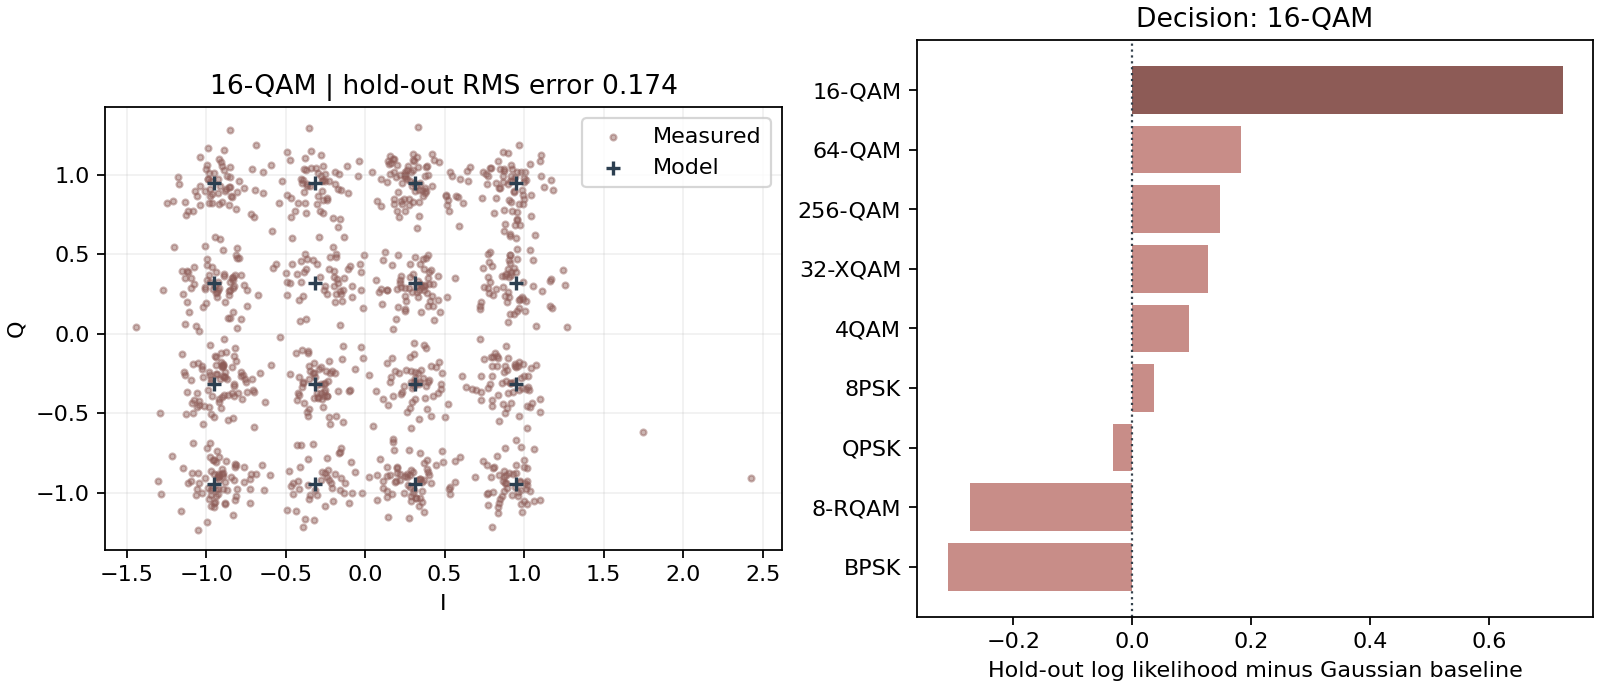 16-QAM | hold-out RMS error 0.174
Measured
Model
Q
1.0
0.5
0.0
−0.5
−1.0
−1.5
−1.0
−0.5
0.0
0.5
1.0
1.5
2.0
2.5
I
Decision: 16-QAM
16-QAM
64-QAM
256-QAM
32-XQAM
4QAM
8PSK
QPSK
8-RQAM
BPSK
−0.2
0.0
0.2
0.4
0.6
Hold-out log likelihood minus Gaussian baseline